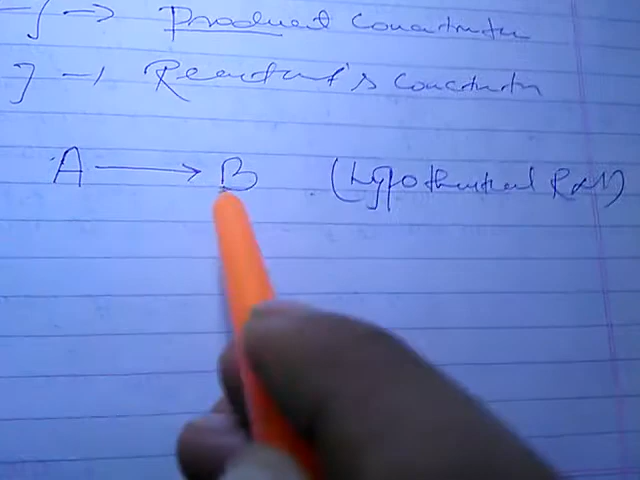 ] → Product Concentration
] → Reactant's Concentration
A → B (Hypothetical Rxn)